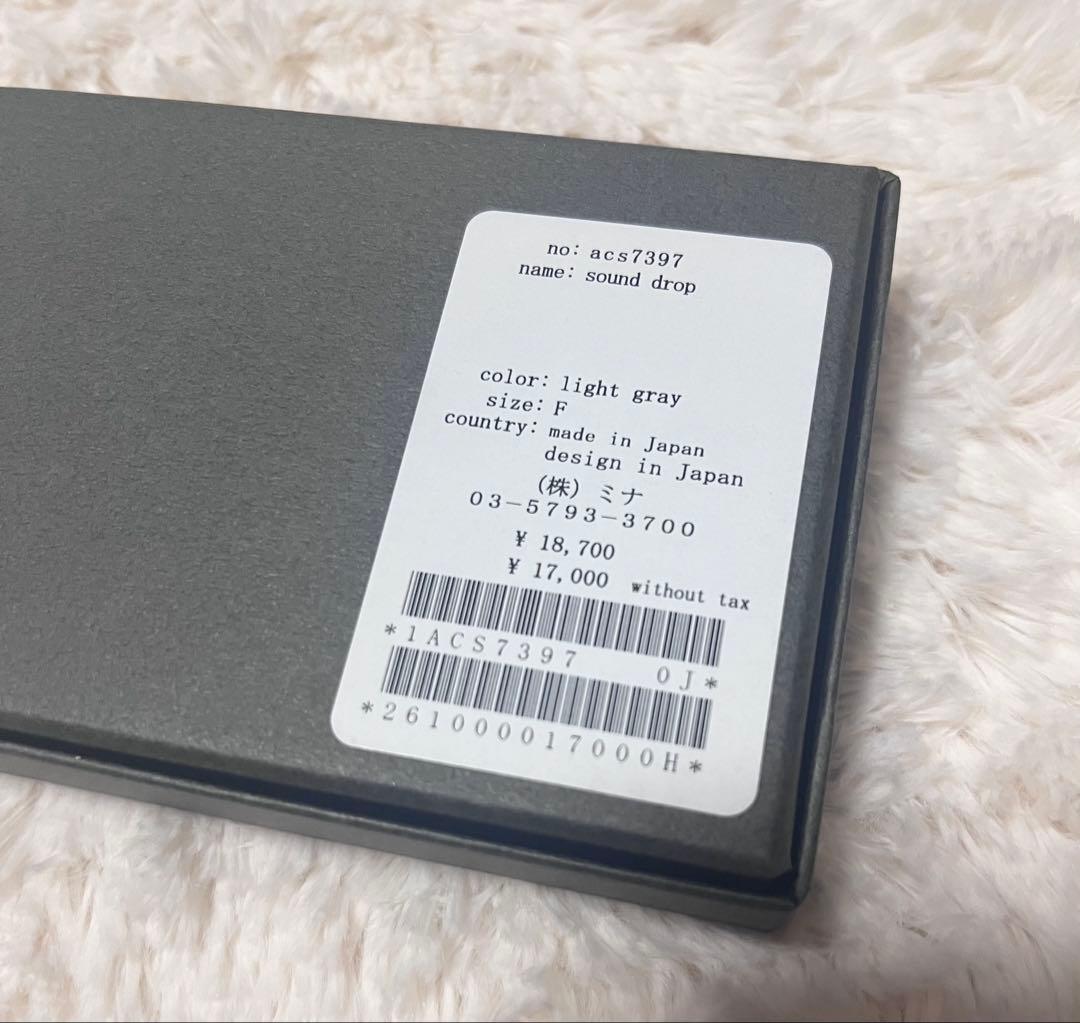 no: acs7397
name: sound drop
color: light gray
size: F
country: made in Japan
design in Japan
(株) ミナ
03-5793-3700
¥ 18,700
¥ 17,000 without tax
*1ACS7397 0J*
*261000017000H*